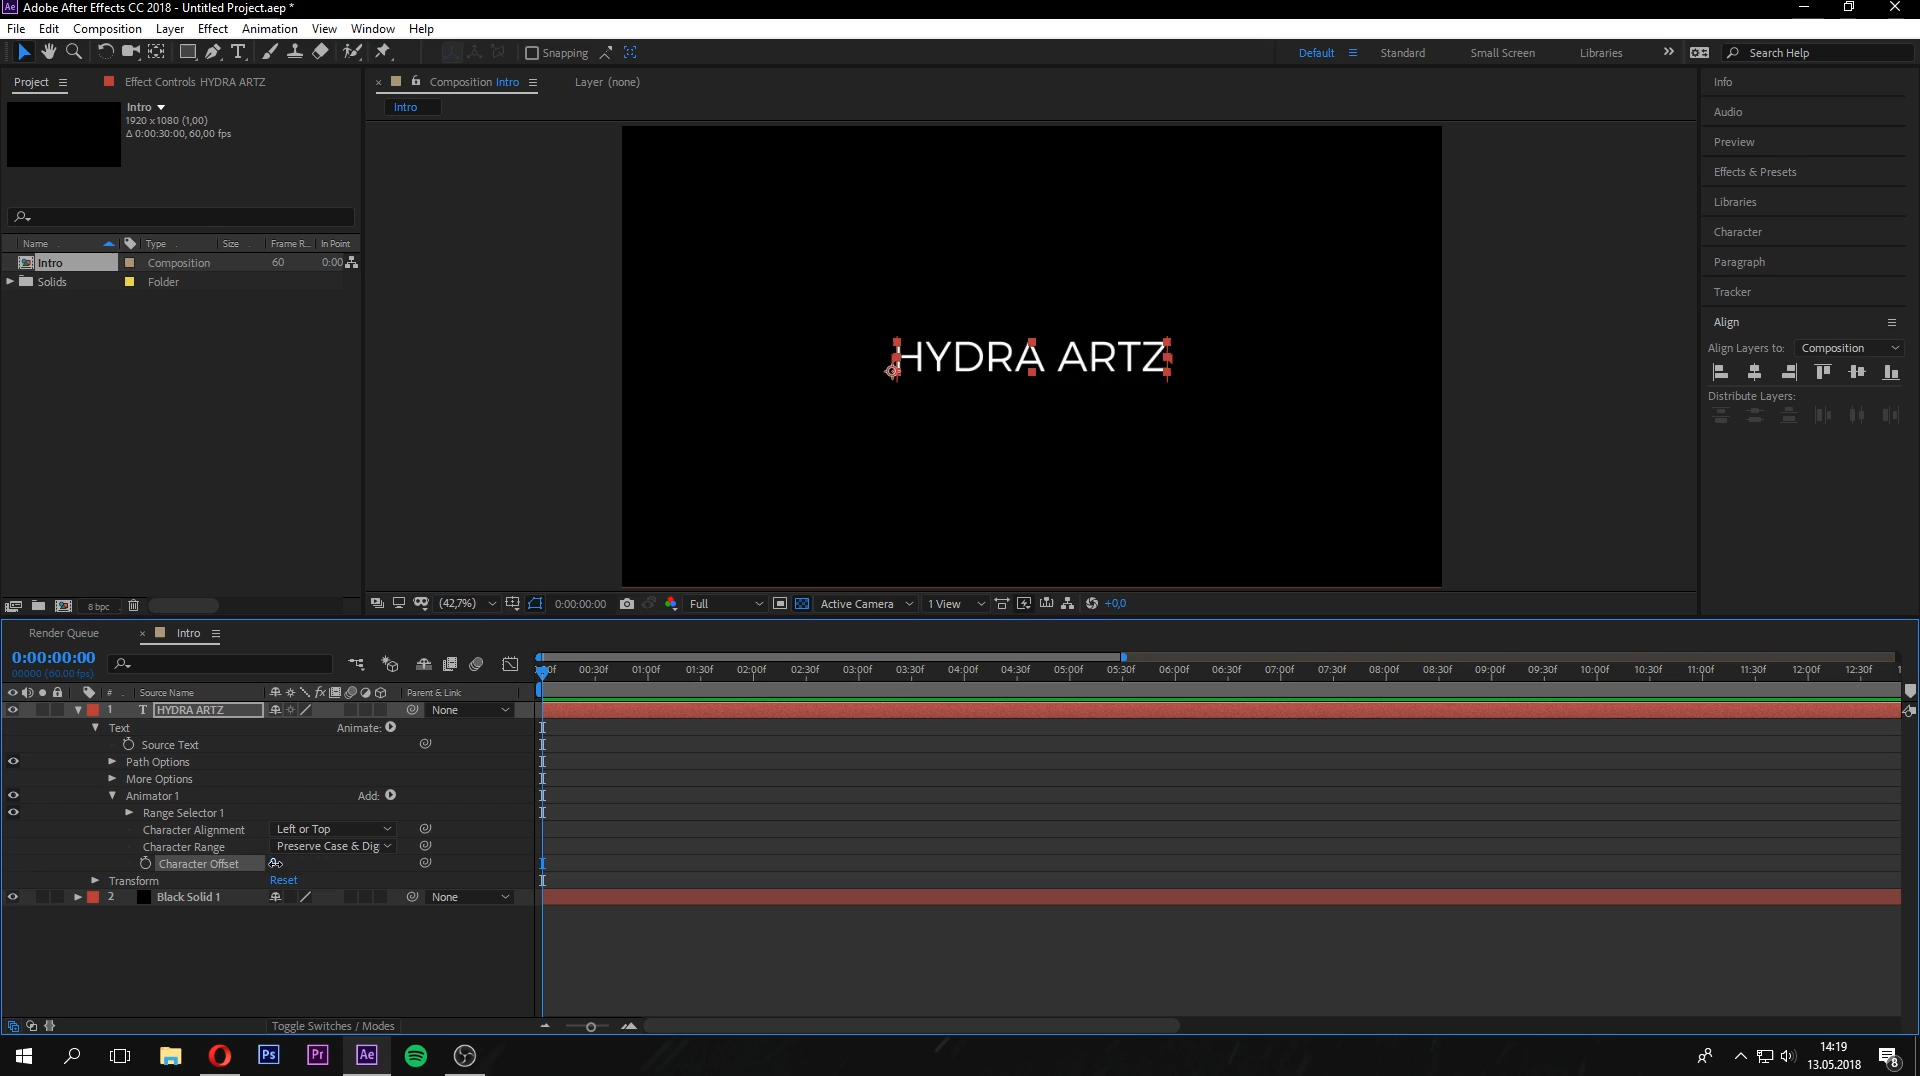 Adobe After Effects CC 2018 - Untitled Project.aep *
File Edit Composition Layer Effect Animation View Window Help
Snapping
Default Standard Small Screen Libraries Search Help
Project Effect Controls HYDRA ARTZ
Composition Intro Layer (none)
Intro
Intro
1920 x 1080 (1,00)
Δ 0:00:30:00, 60,00 fps
Name Type Size Frame R... In Point
Intro Composition 60 0:00
Solids Folder
8 bpc
HYDRA ARTZ
(42,7%) 0:00:00:00 Full Active Camera 1 View +0,0
Info
Audio
Preview
Effects & Presets
Libraries
Character
Paragraph
Tracker
Align
Align Layers to: Composition
Distribute Layers:
Render Queue Intro
0:00:00:00
00000 (60.00 fps)
00:30f 01:00f 01:30f 02:00f 02:30f 03:00f 03:30f 04:00f 04:30f 05:00f 05:30f 06:00f 06:30f 07:00f 07:30f 08:00f 08:30f 09:00f 09:30f 10:00f 10:30f 11:00f 11:30f 12:00f 12:30f
# Source Name Parent & Link
1 T HYDRA ARTZ None
Text Animate:
Source Text
Path Options
More Options
Animator 1 Add:
Range Selector 1
Character Alignment Left or Top
Character Range Preserve Case & Dig
Character Offset
Transform Reset
2 Black Solid 1 None
Toggle Switches / Modes
Ps Pr Ae
14:19
13.05.2018
8